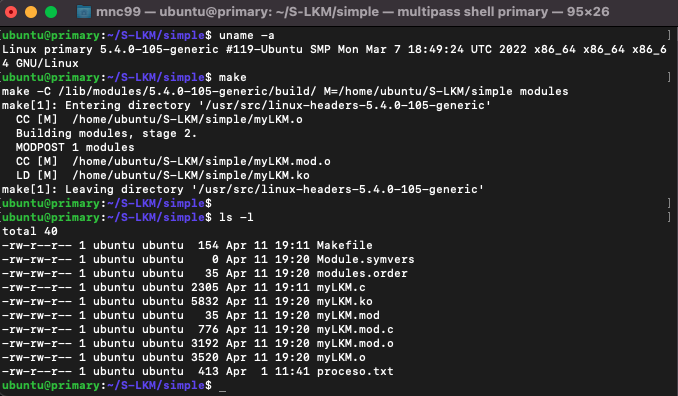 mnc99 — ubuntu@primary: ~/S-LKM/simple — multipass shell primary — 95×26
[ubuntu@primary:~/S-LKM/simple$ uname -a ]
Linux primary 5.4.0-105-generic #119-Ubuntu SMP Mon Mar 7 18:49:24 UTC 2022 x86_64 x86_64 x86_6
4 GNU/Linux
[ubuntu@primary:~/S-LKM/simple$ make ]
make -C /lib/modules/5.4.0-105-generic/build/ M=/home/ubuntu/S-LKM/simple modules
make[1]: Entering directory '/usr/src/linux-headers-5.4.0-105-generic'
  CC [M]  /home/ubuntu/S-LKM/simple/myLKM.o
  Building modules, stage 2.
  MODPOST 1 modules
  CC [M]  /home/ubuntu/S-LKM/simple/myLKM.mod.o
  LD [M]  /home/ubuntu/S-LKM/simple/myLKM.ko
make[1]: Leaving directory '/usr/src/linux-headers-5.4.0-105-generic'
[ubuntu@primary:~/S-LKM/simple$ ]
[ubuntu@primary:~/S-LKM/simple$ ls -l ]
total 40
-rw-r--r-- 1 ubuntu ubuntu  154 Apr 11 19:11 Makefile
-rw-rw-r-- 1 ubuntu ubuntu    0 Apr 11 19:20 Module.symvers
-rw-rw-r-- 1 ubuntu ubuntu   35 Apr 11 19:20 modules.order
-rw-rw-r-- 1 ubuntu ubuntu 2305 Apr 11 19:11 myLKM.c
-rw-rw-r-- 1 ubuntu ubuntu 5832 Apr 11 19:20 myLKM.ko
-rw-rw-r-- 1 ubuntu ubuntu   35 Apr 11 19:20 myLKM.mod
-rw-rw-r-- 1 ubuntu ubuntu  776 Apr 11 19:20 myLKM.mod.c
-rw-rw-r-- 1 ubuntu ubuntu 3192 Apr 11 19:20 myLKM.mod.o
-rw-rw-r-- 1 ubuntu ubuntu 3520 Apr 11 19:20 myLKM.o
-rw-rw-r-- 1 ubuntu ubuntu  413 Apr  1 11:41 proceso.txt
ubuntu@primary:~/S-LKM/simple$ _